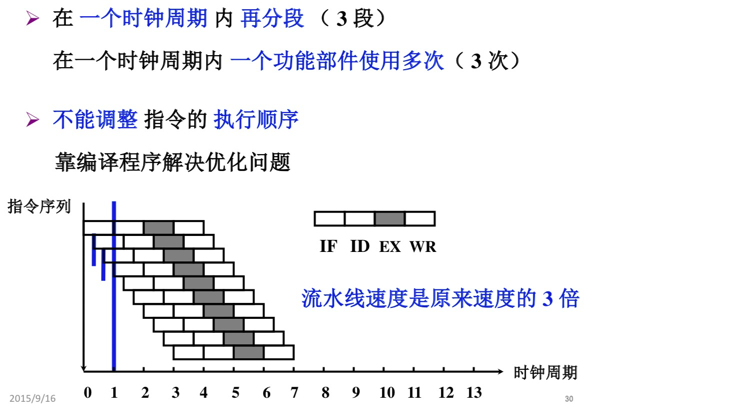 在 一个时钟周期 内 再分段 （ 3 段）
在一个时钟周期内 一个功能部件使用多次（ 3 次）
不能调整 指令的 执行顺序
靠编译程序解决优化问题
指令序列
IF ID EX WR
流水线速度是原来速度的 3 倍
时钟周期
0 1 2 3 4 5 6 7 8 9 10 11 12 13
2015/9/16
30